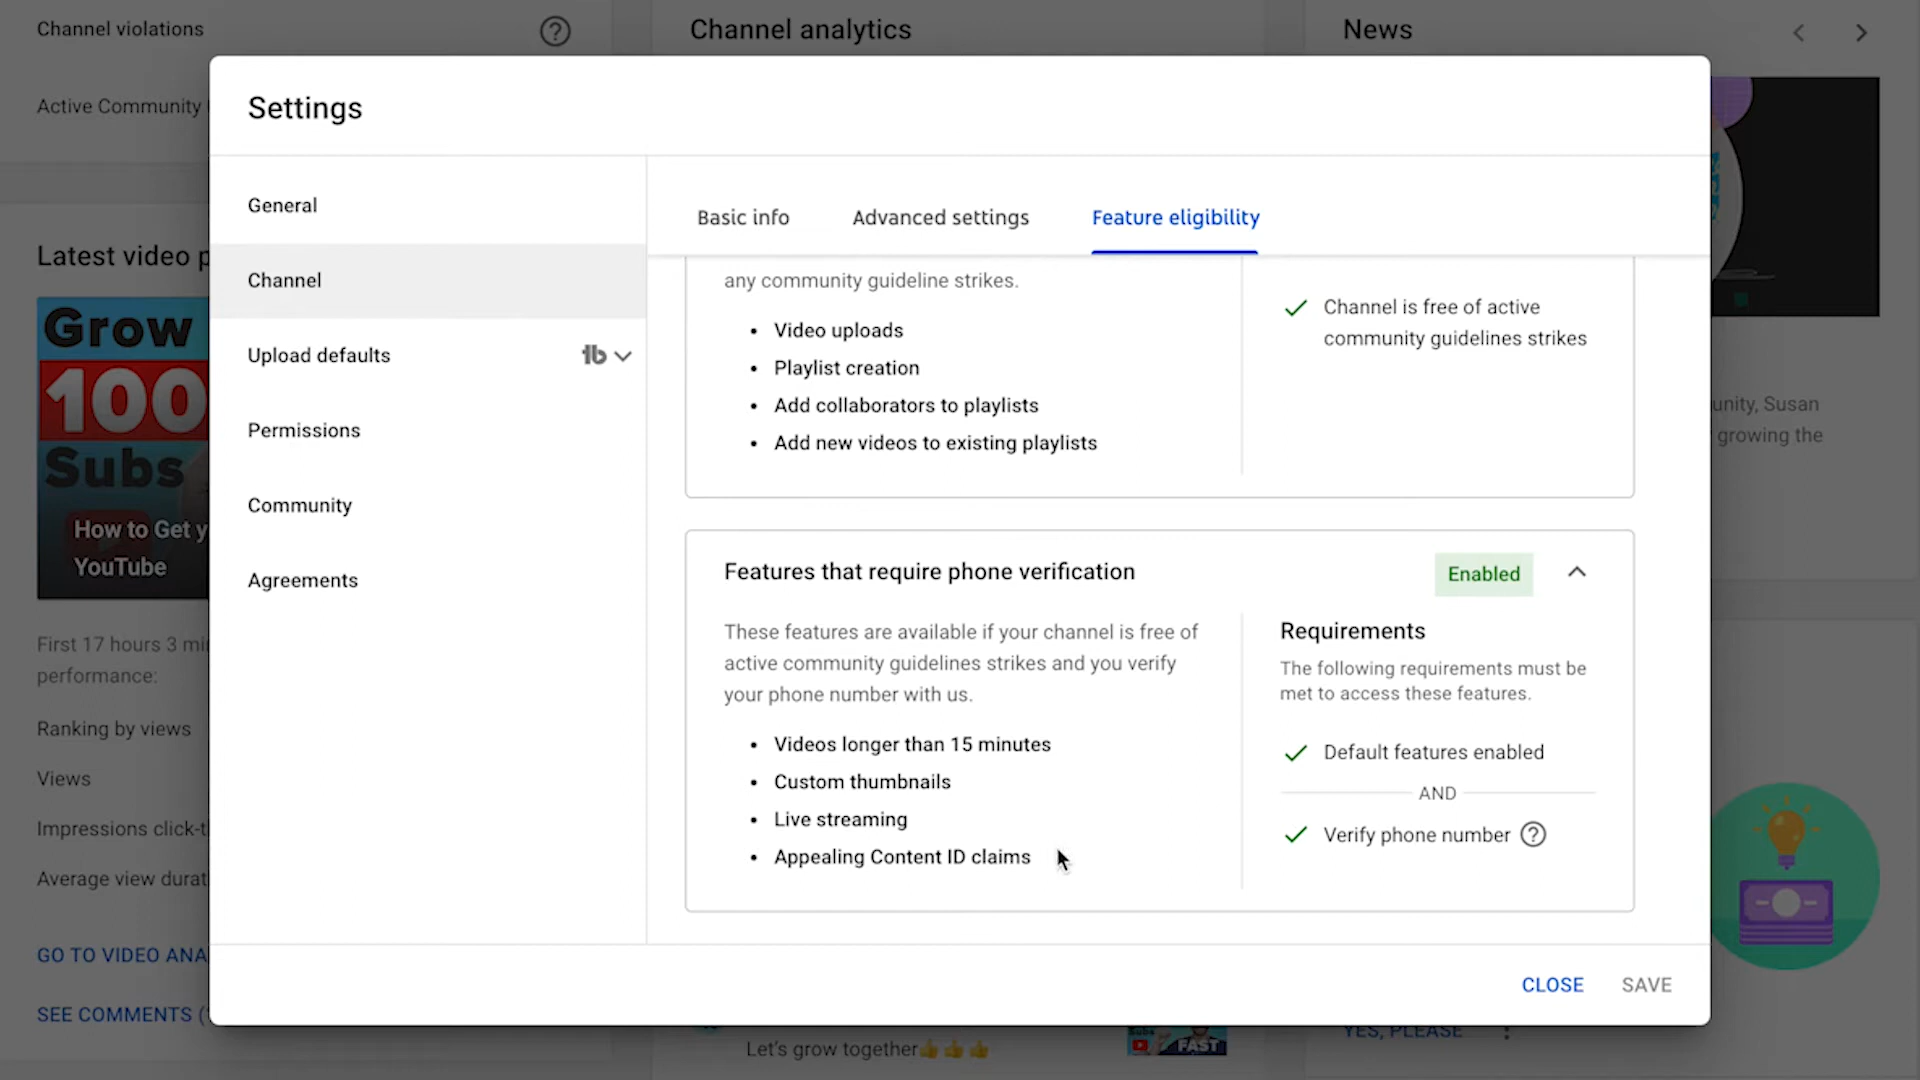 Channel violations
Channel analytics
News
Active Community
Settings
General
Channel
Upload defaults
Permissions
Community
Agreements
Basic info
Advanced settings
Feature eligibility
any community guideline strikes.
• Video uploads
• Playlist creation
• Add collaborators to playlists
• Add new videos to existing playlists
Channel is free of active
community guidelines strikes
Features that require phone verification
Enabled
These features are available if your channel is free of
active community guidelines strikes and you verify
your phone number with us.
• Videos longer than 15 minutes
• Custom thumbnails
• Live streaming
• Appealing Content ID claims
Requirements
The following requirements must be
met to access these features.
Default features enabled
AND
Verify phone number
CLOSE
SAVE
Latest video p
Grow
100
Subs
How to Get y
YouTube
First 17 hours 3 min
performance:
Ranking by views
Views
Impressions click-t
Average view durat
GO TO VIDEO ANA
SEE COMMENTS (
unity, Susan
growing the
Let's grow together👍👍👍
Subs
FAST
YES, PLEASE